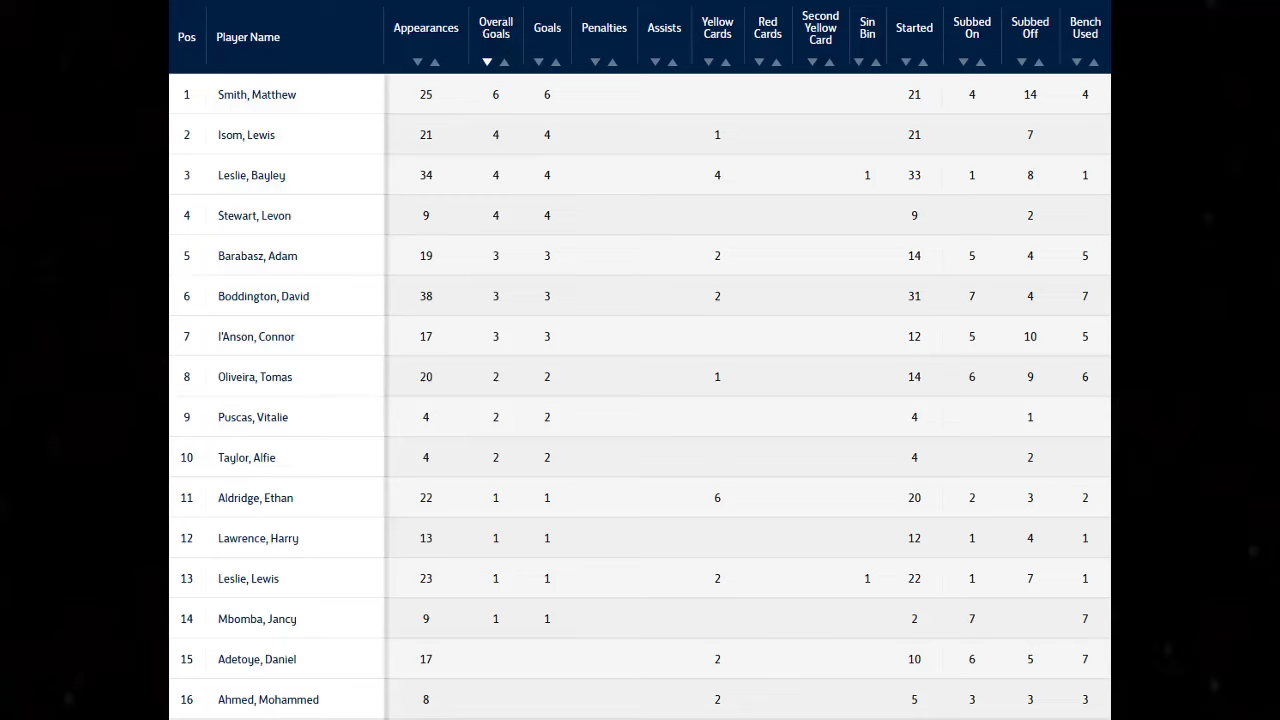 Pos Player Name Appearances Overall Goals Goals Penalties Assists Yellow Cards Red Cards Second Yellow Card Sin Bin Started Subbed On Subbed Off Bench Used
1 Smith, Matthew 25 6 6 21 4 14 4
2 Isom, Lewis 21 4 4 1 21 7
3 Leslie, Bayley 34 4 4 4 1 33 1 8 1
4 Stewart, Levon 9 4 4 9 2
5 Barabasz, Adam 19 3 3 2 14 5 4 5
6 Boddington, David 38 3 3 2 31 7 4 7
7 I'Anson, Connor 17 3 3 12 5 10 5
8 Oliveira, Tomas 20 2 2 1 14 6 9 6
9 Puscas, Vitalie 4 2 2 4 1
10 Taylor, Alfie 4 2 2 4 2
11 Aldridge, Ethan 22 1 1 6 20 2 3 2
12 Lawrence, Harry 13 1 1 12 1 4 1
13 Leslie, Lewis 23 1 1 2 1 22 1 7 1
14 Mbomba, Jancy 9 1 1 2 7 7
15 Adetoye, Daniel 17 2 10 6 5 7
16 Ahmed, Mohammed 8 2 5 3 3 3